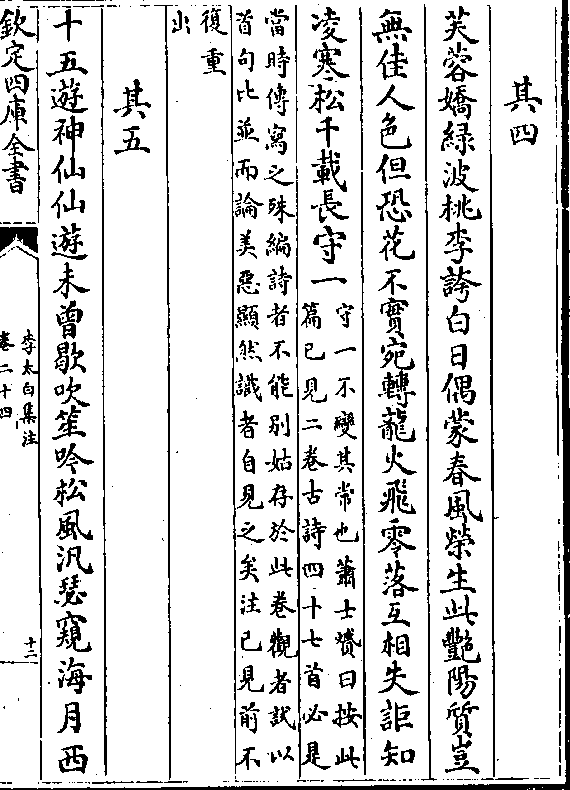 其四
芙蓉嬌緑波桃李誇白日偶蒙春風榮生此艷陽質豈
無佳人色但恐花不實宛轉龍火飛零落互相失詎知
凌寒松千載長守一
守一不變其常也蕭士贇曰按此
篇已見二卷古詩四十七首必是
當時傳寫之殊編詩者不能别姑存於此卷觀者試以
首句比並而論美惡顯然識者自見之矣注已見前不
復重
出
其五
十五遊神仙仙遊未曾歇吹笙吟松風汎瑟窺海月西
欽定四庫全書
李太白集注
卷二十四
十二